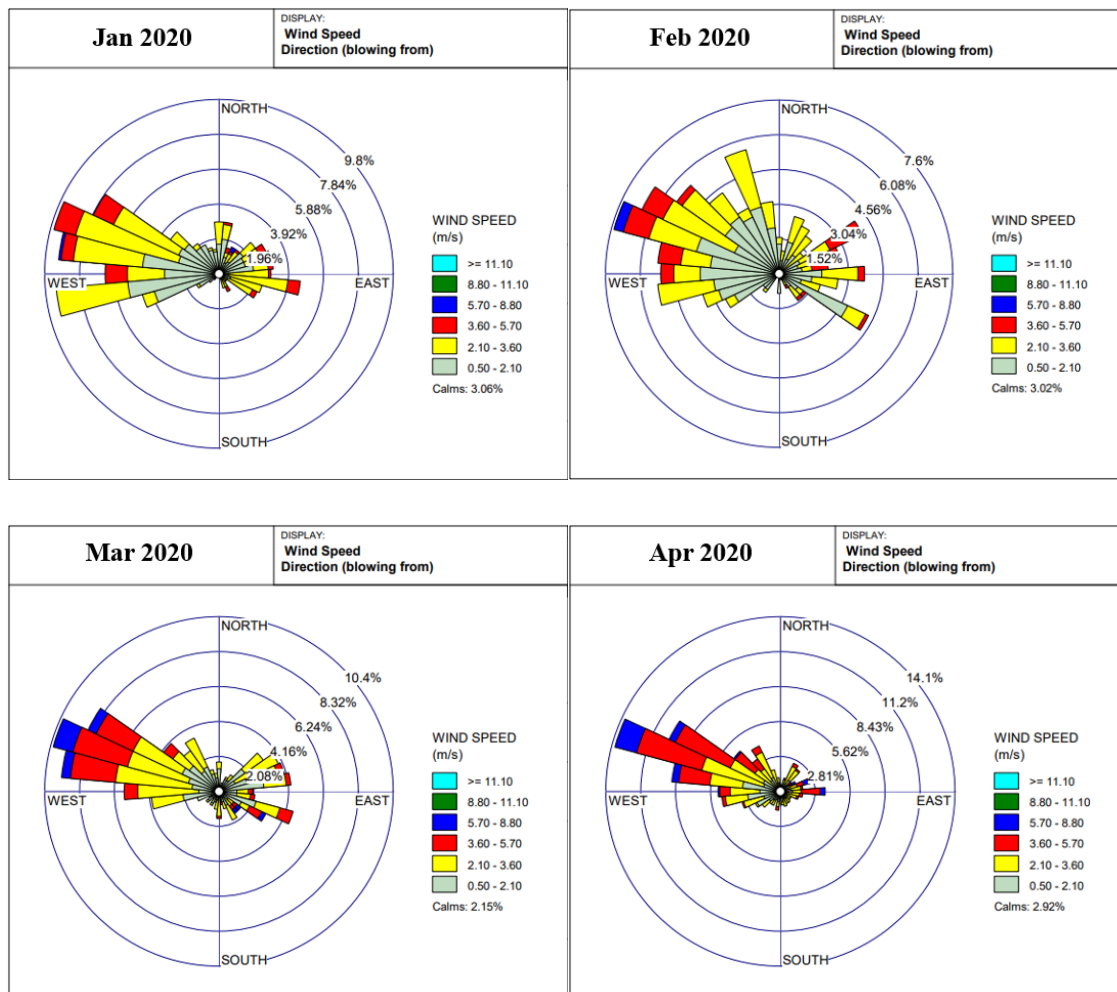 Jan 2020
DISPLAY:
Wind Speed
Direction (blowing from)
NORTH
9.8%
7.84%
5.88%
3.92%
1.96%
WEST
EAST
SOUTH
WIND SPEED
(m/s)
>= 11.10
8.80 - 11.10
5.70 - 8.80
3.60 - 5.70
2.10 - 3.60
0.50 - 2.10
Calms: 3.06%
Feb 2020
DISPLAY:
Wind Speed
Direction (blowing from)
NORTH
7.6%
6.08%
4.56%
3.04%
1.52%
WEST
EAST
SOUTH
WIND SPEED
(m/s)
>= 11.10
8.80 - 11.10
5.70 - 8.80
3.60 - 5.70
2.10 - 3.60
0.50 - 2.10
Calms: 3.02%
Mar 2020
DISPLAY:
Wind Speed
Direction (blowing from)
NORTH
10.4%
8.32%
6.24%
4.16%
2.08%
WEST
EAST
SOUTH
WIND SPEED
(m/s)
>= 11.10
8.80 - 11.10
5.70 - 8.80
3.60 - 5.70
2.10 - 3.60
0.50 - 2.10
Calms: 2.15%
Apr 2020
DISPLAY:
Wind Speed
Direction (blowing from)
NORTH
14.1%
11.2%
8.43%
5.62%
2.81%
WEST
EAST
SOUTH
WIND SPEED
(m/s)
>= 11.10
8.80 - 11.10
5.70 - 8.80
3.60 - 5.70
2.10 - 3.60
0.50 - 2.10
Calms: 2.92%